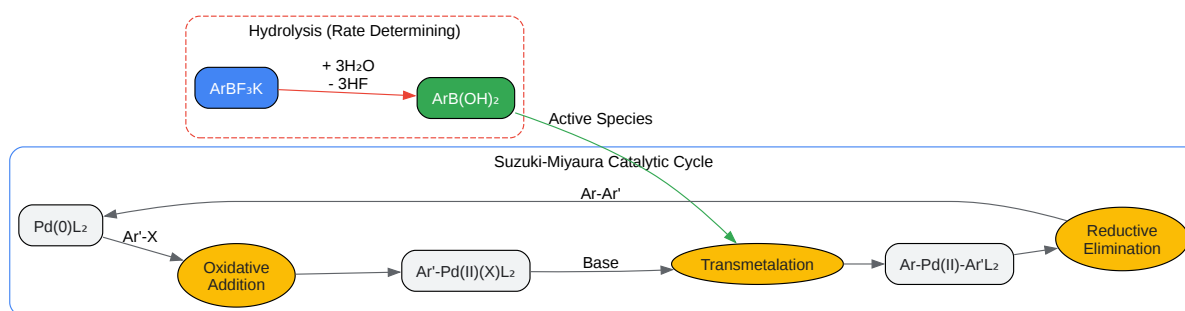 Hydrolysis (Rate Determining)
ArBF₃K
+ 3H₂O
- 3HF
ArB(OH)₂
Active Species
Suzuki-Miyaura Catalytic Cycle
Ar-Ar'
Pd(0)L₂
Ar'-X
Oxidative
Addition
Ar'-Pd(II)(X)L₂
Base
Transmetalation
Ar-Pd(II)-Ar'L₂
Reductive
Elimination